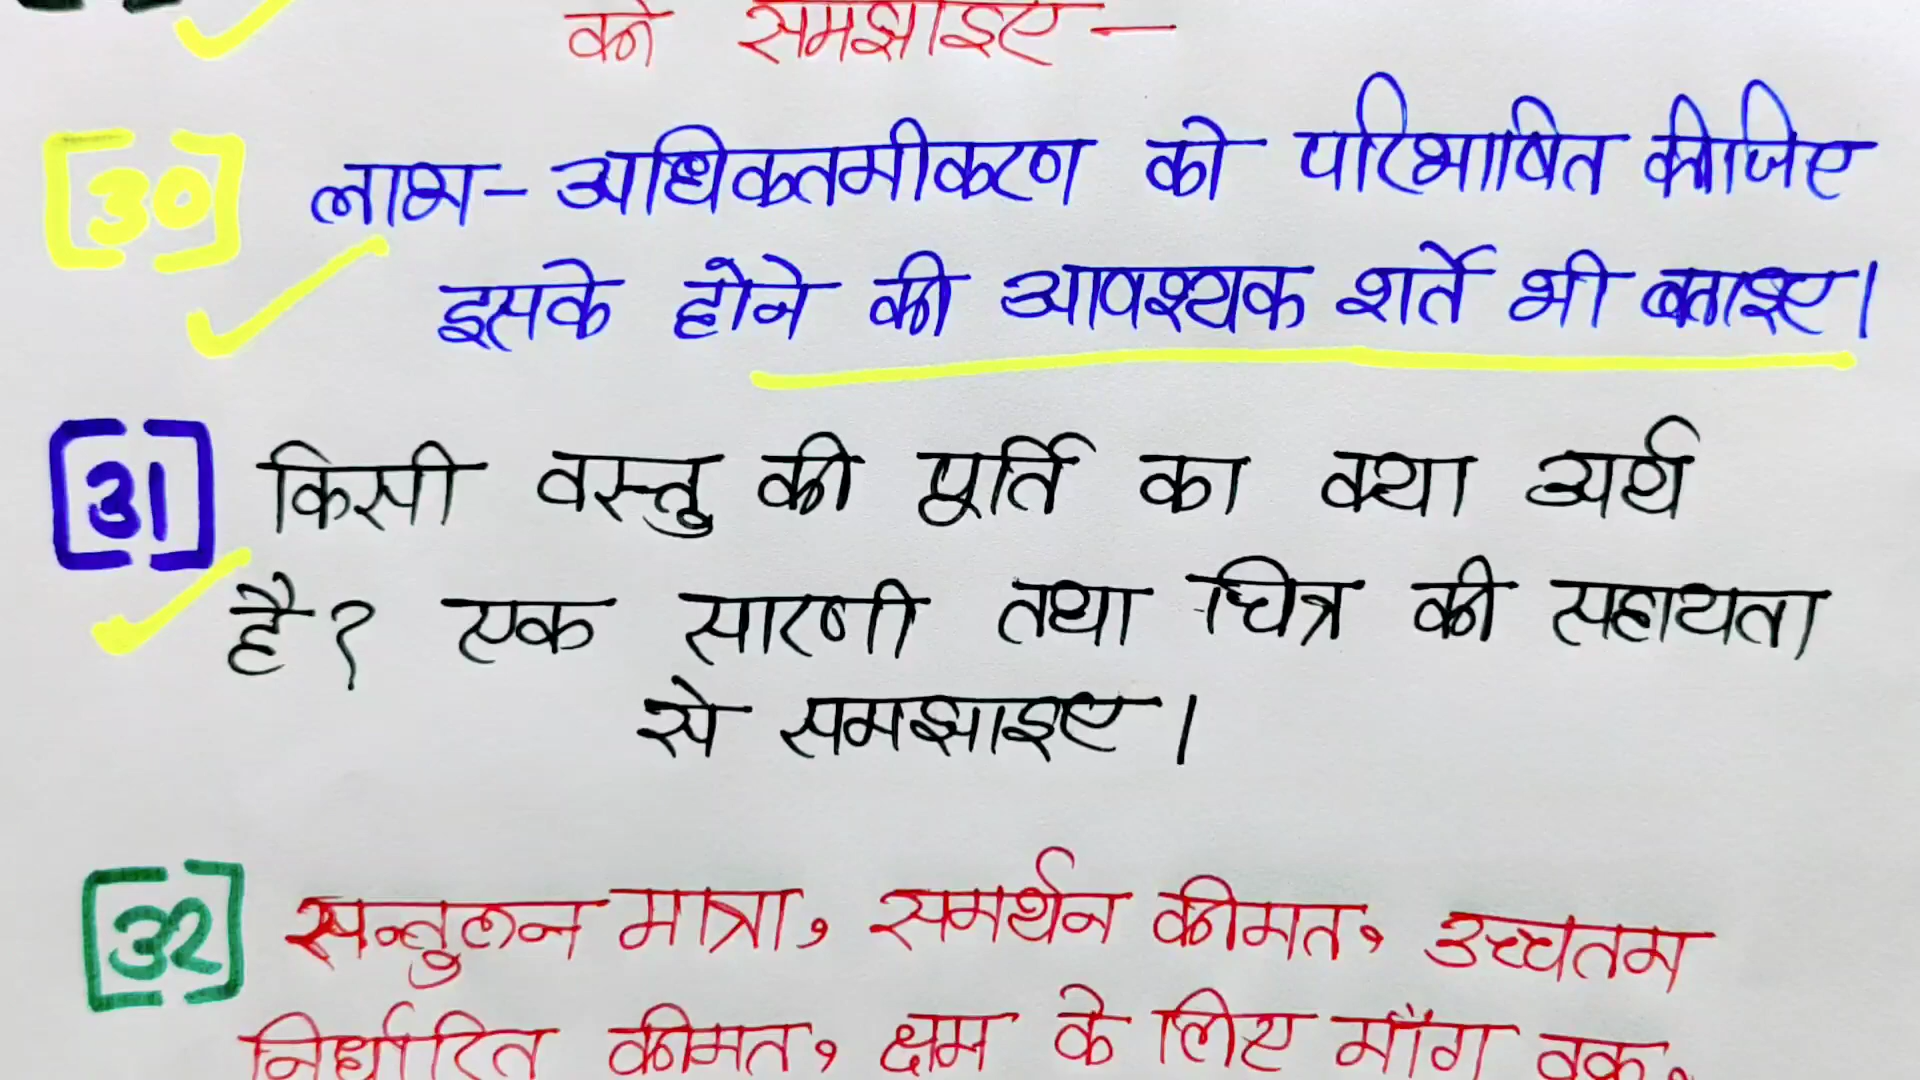 को समझाइए –
[30] लाभ - अधिकतमीकरण को परिभाषित कीजिए
इसके होने की आवश्यक शर्ते भी बताइए।
[31] किसी वस्तु की पूर्ति का क्या अर्थ
है? एक सारणी तथा चित्र की सहायता
से समझाइए।
[32] सन्तुलन मात्रा, समर्थन कीमत, उच्चतम
निर्धारित कीमत, श्रम के लिए माँग वक्र,